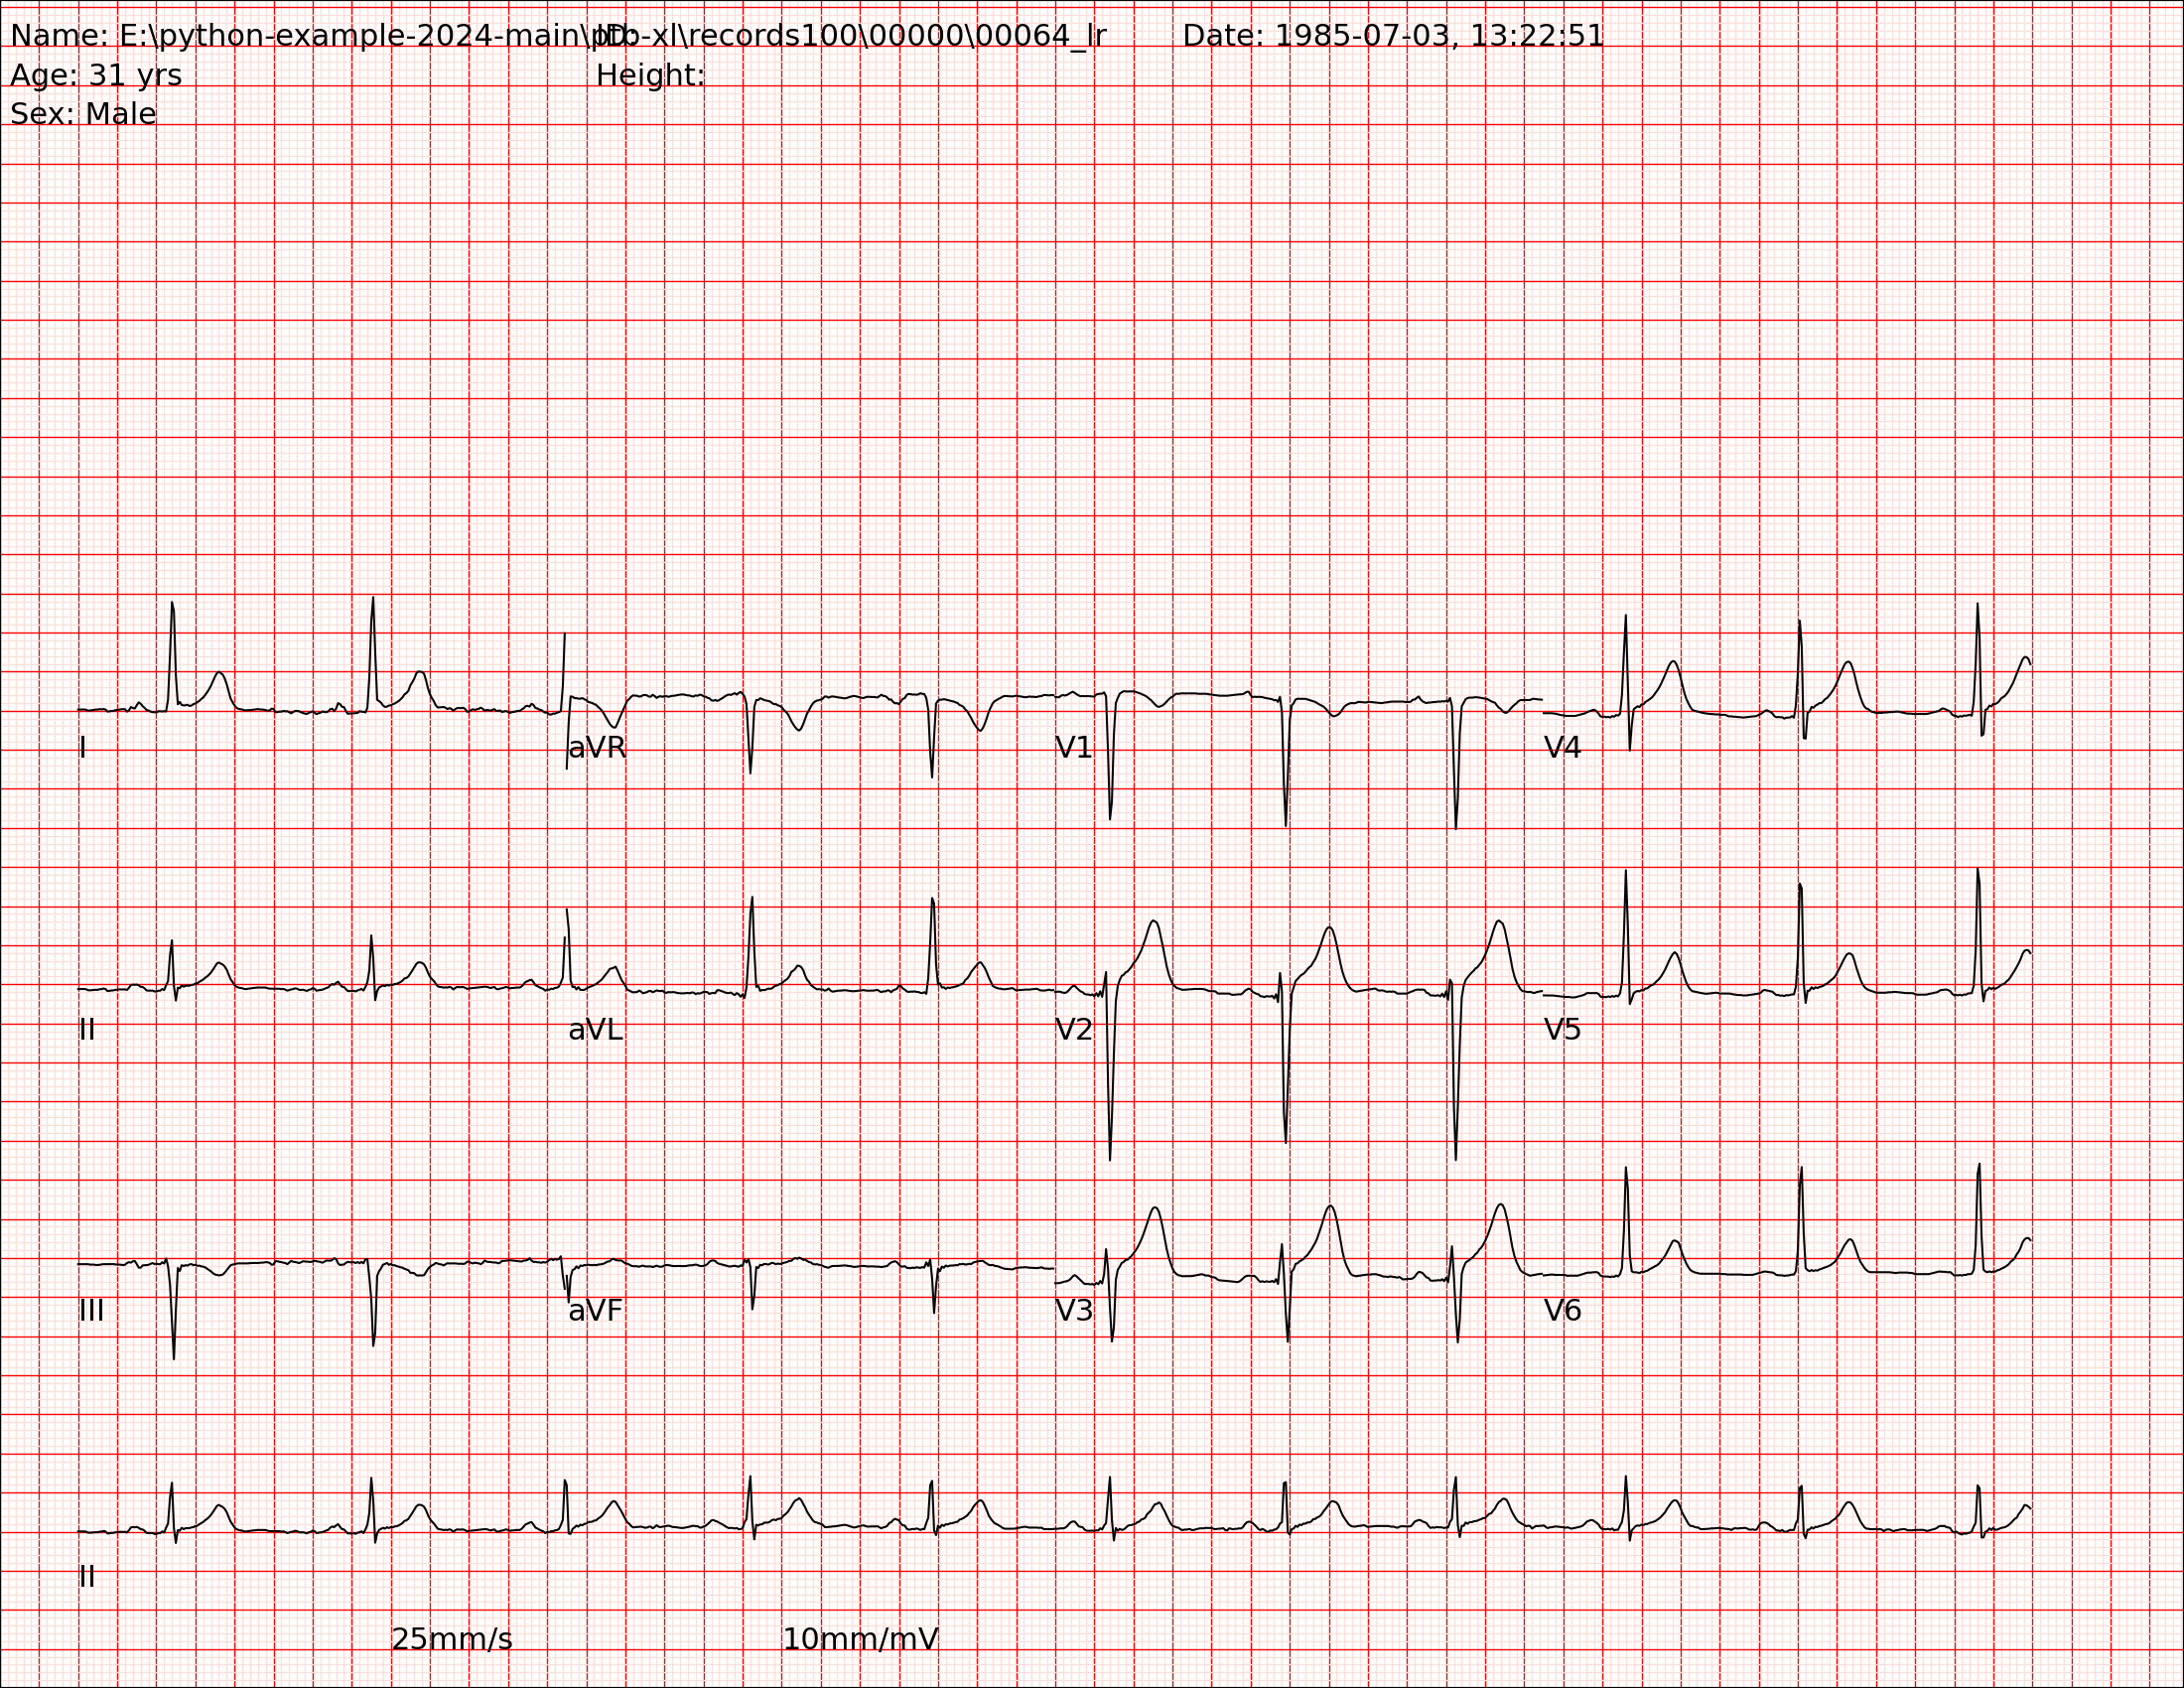 Name: E:\python-example-2024-main\ptb-xl\records100\00000\00064_lr ID: Date: 1985-07-03, 13:22:51
Age: 31 yrs Height:
Sex: Male
I aVR V1 V4
II aVL V2 V5
III aVF V3 V6
II
25mm/s 10mm/mV